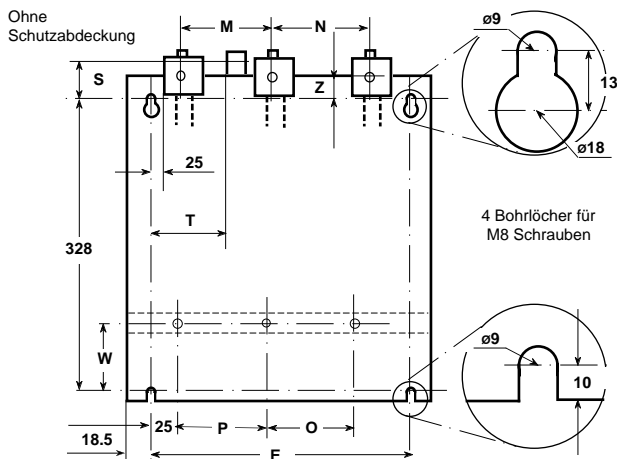 Ohne
Schutzabdeckung
M
N
S
Z
ø9
13
ø18
25
T
328
4 Bohrlöcher für
M8 Schrauben
W
ø9
10
25
P
O
18.5
F